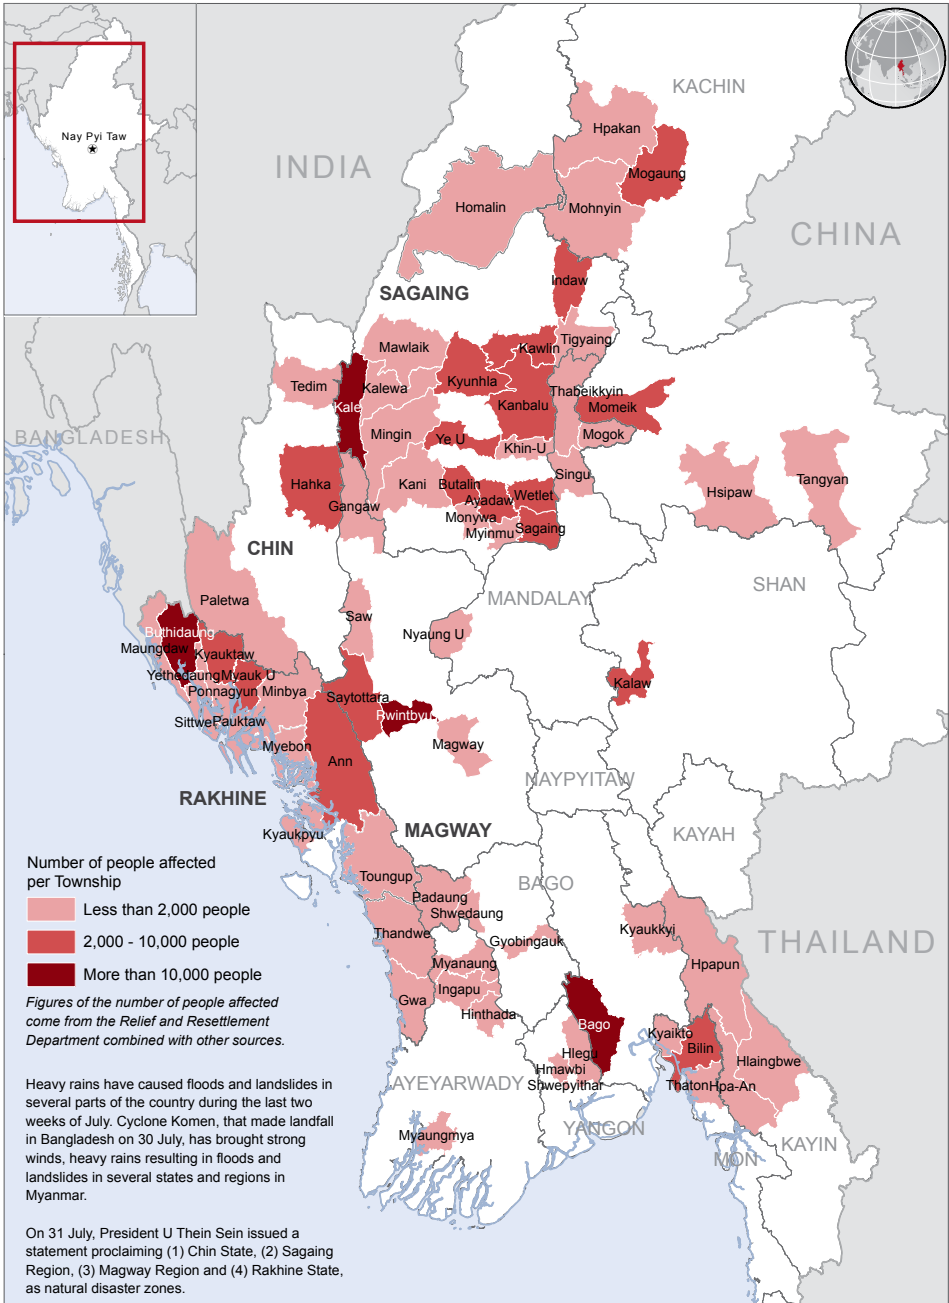 Nay Pyi Taw
KACHIN
INDIA
Hpakan
Mogaung
Homalin
Mohnyin
CHINA
Indaw
SAGAING
Tigyaing
Mawlaik
Kawlin
Tedim
Kalewa
Kyunhla
Thabeikkyin
Kale
Kanbalu
Momeik
BANGLADESH
Mingin
Ye U
Mogok
Khin-U
Hahka
Kani
Butalin
Singu
Hsipaw
Tangyan
Gangaw
Ayadaw
Wetlet
Monywa
Myinmu
Sagaing
CHIN
SHAN
MANDALAY
Paletwa
Saw
Buthidaung
Nyaung U
Maungdaw
Kyauktaw
Yethedaung
Myauk U
Kalaw
Ponnagyun
Minbya
Saytottara
Pwintbyu
Sittwe
Pauktaw
Myebon
Magway
Ann
NAYPYITAW
RAKHINE
MAGWAY
Kyaukpyu
KAYAH
Number of people affected
per Township
Less than 2,000 people
2,000 - 10,000 people
More than 10,000 people
Figures of the number of people affected
come from the Relief and Resettlement
Department combined with other sources.
Toungup
BAGO
Padaung
Shwedaung
Thandwe
Gyobingauk
Kyaukkyi
THAILAND
Myanaung
Hpapun
Ingapu
Gwa
Hinthada
Bago
Kyaikto
Bilin
Hlegu
Hlaingbwe
Hmawbi
Shwepyithar
Thaton
Hpa-An
AYEYARWADY
YANGON
Myaungmya
KAYIN
MON
Heavy rains have caused floods and landslides in
several parts of the country during the last two
weeks of July. Cyclone Komen, that made landfall
in Bangladesh on 30 July, has brought strong
winds, heavy rains resulting in floods and
landslides in several states and regions in
Myanmar.
On 31 July, President U Thein Sein issued a
statement proclaiming (1) Chin State, (2) Sagaing
Region, (3) Magway Region and (4) Rakhine State,
as natural disaster zones.